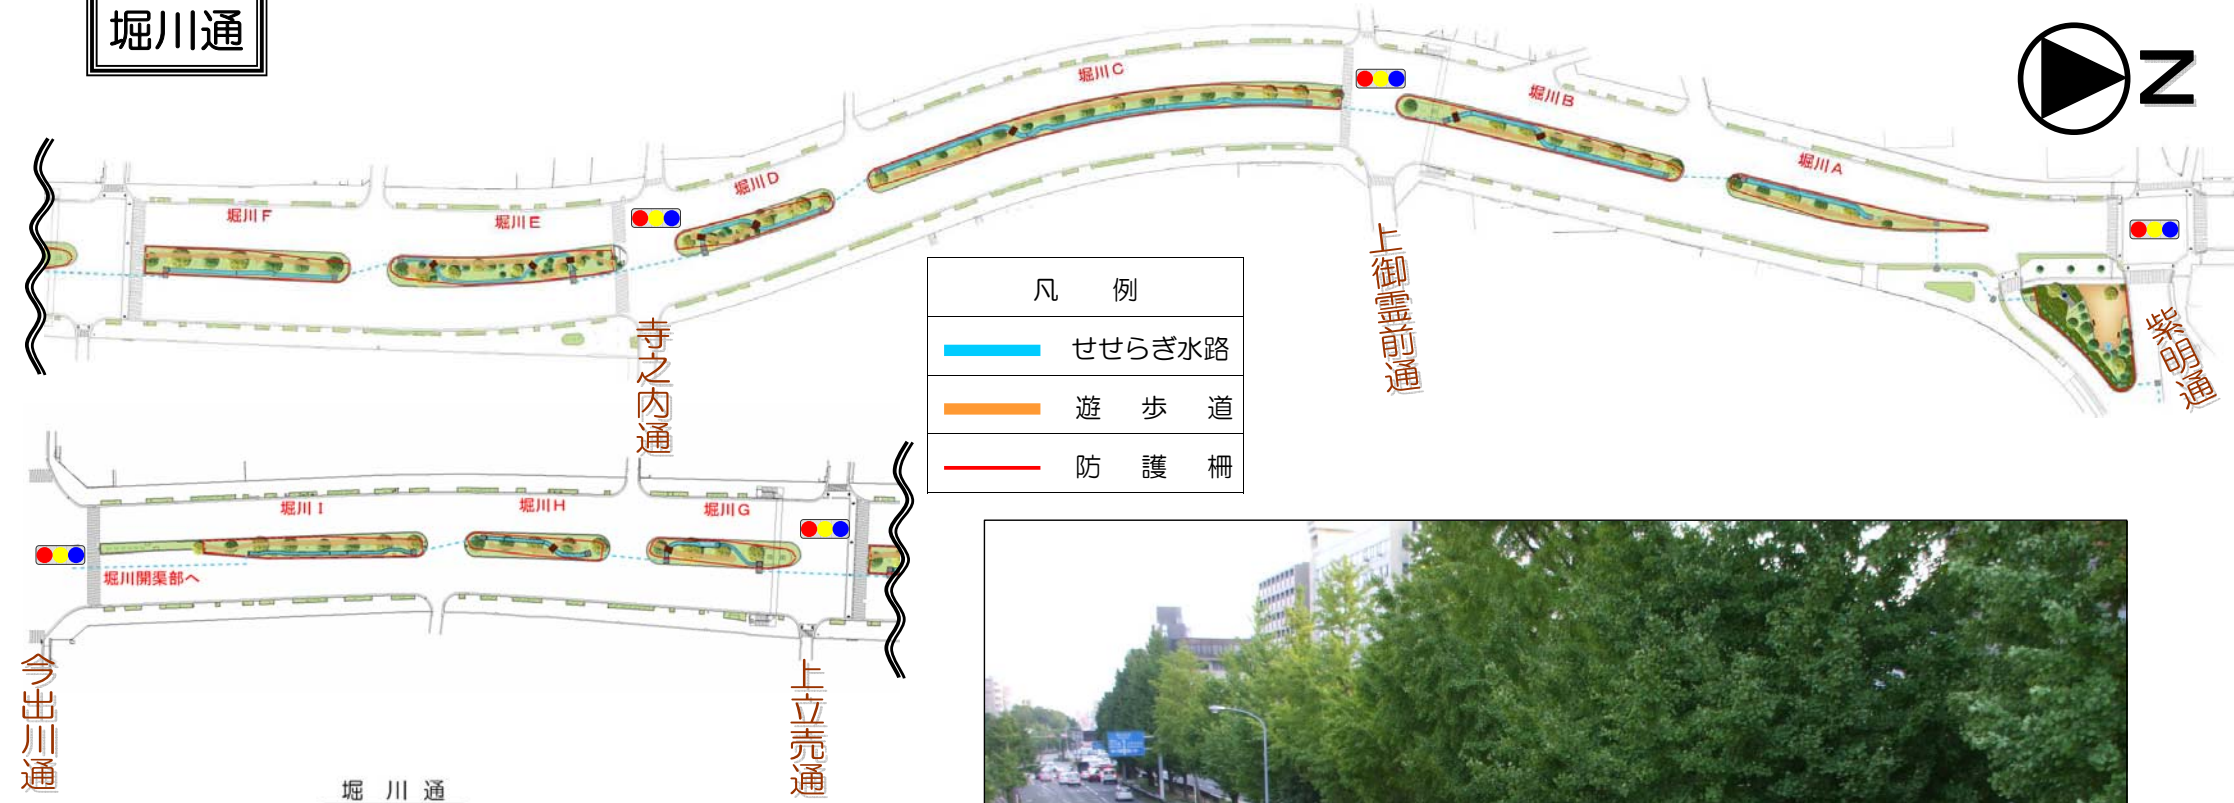 堀川通
N
堀川C
堀川B
堀川A
堀川D
堀川F
堀川E
上御霊前通
紫明通
寺之内通
凡 例
せせらぎ水路
遊 歩 道
防 護 柵
堀川I
堀川H
堀川G
堀川開渠部へ
今出川通
上立売通
堀 川 通